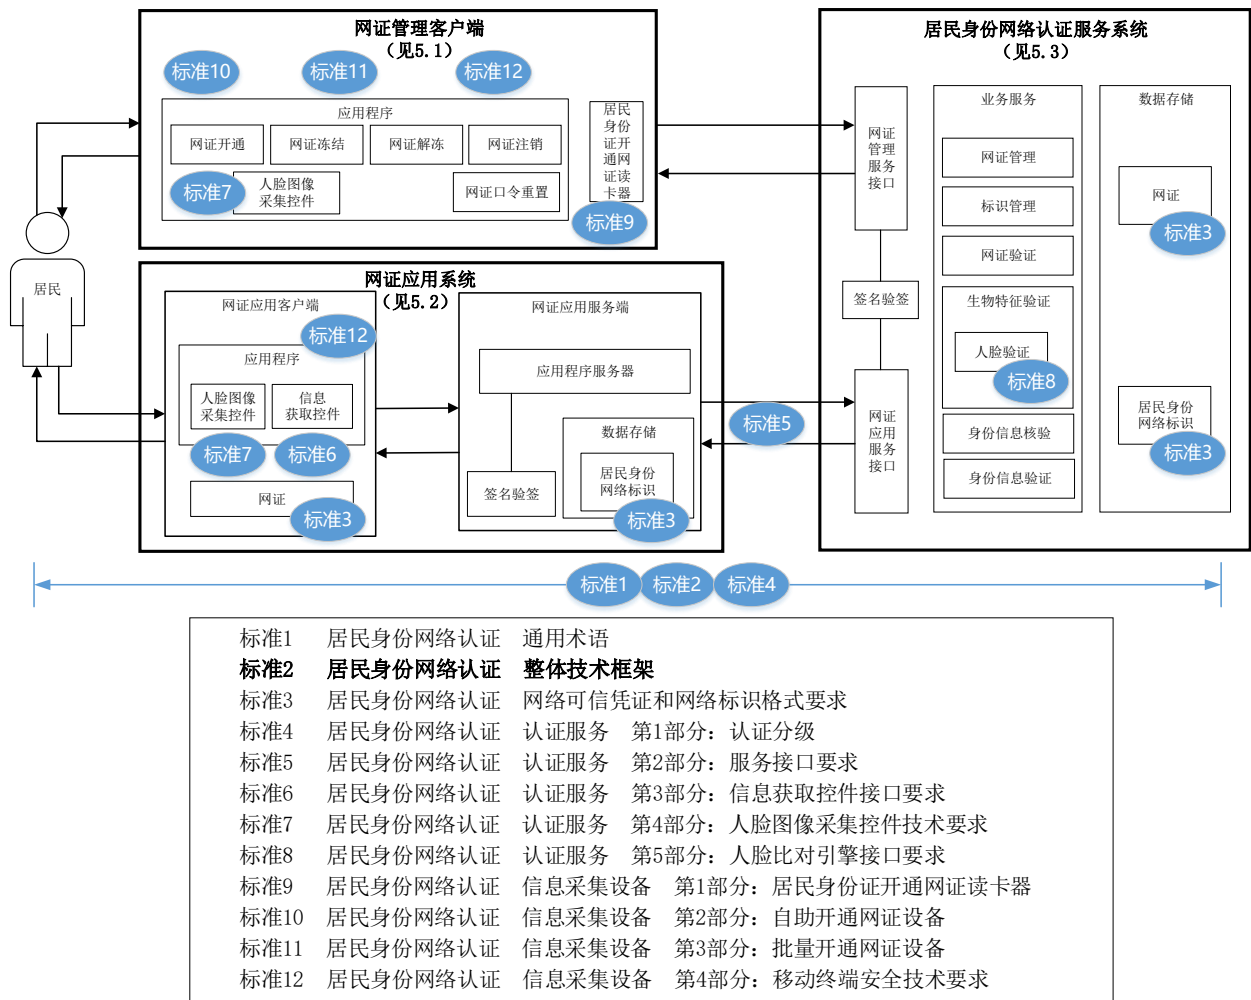 网证管理客户端
（见5.1）
标准10
标准11
标准12
应用程序
网证开通
网证冻结
网证解冻
网证注销
标准7
人脸图像
采集控件
网证口令重置
居民
身份
证开
通网
证读
卡器
标准9
居民
网证应用系统
（见5.2）
网证应用客户端
标准12
应用程序
人脸图像
采集控件
信息
获取控件
标准7
标准6
网证
标准3
网证应用服务端
应用程序服务器
数据存储
居民身份
网络标识
签名验签
标准3
标准5
居民身份网络认证服务系统
（见5.3）
网证
管理
服务
接口
签名验签
网证
应用
服务
接口
业务服务
网证管理
标识管理
网证验证
生物特征验证
人脸验证
标准8
身份信息核验
身份信息验证
数据存储
网证
标准3
居民身份
网络标识
标准3
标准1
标准2
标准4
标准1 居民身份网络认证 通用术语
标准2 居民身份网络认证 整体技术框架
标准3 居民身份网络认证 网络可信凭证和网络标识格式要求
标准4 居民身份网络认证 认证服务 第1部分：认证分级
标准5 居民身份网络认证 认证服务 第2部分：服务接口要求
标准6 居民身份网络认证 认证服务 第3部分：信息获取控件接口要求
标准7 居民身份网络认证 认证服务 第4部分：人脸图像采集控件技术要求
标准8 居民身份网络认证 认证服务 第5部分：人脸比对引擎接口要求
标准9 居民身份网络认证 信息采集设备 第1部分：居民身份证开通网证读卡器
标准10 居民身份网络认证 信息采集设备 第2部分：自助开通网证设备
标准11 居民身份网络认证 信息采集设备 第3部分：批量开通网证设备
标准12 居民身份网络认证 信息采集设备 第4部分：移动终端安全技术要求